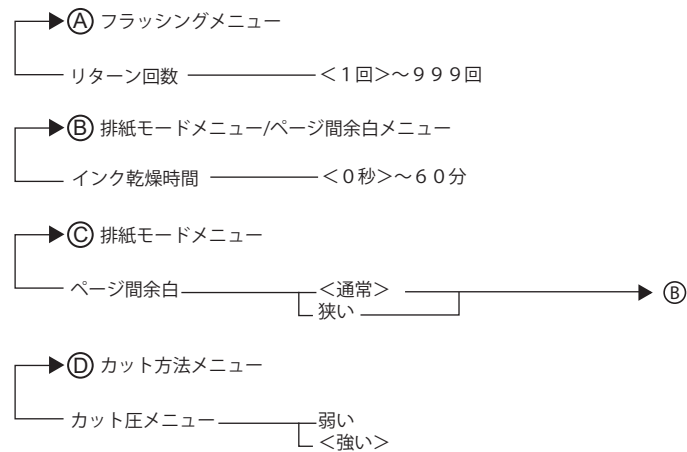 Ⓐ フラッシングメニュー
リターン回数 <１回>～９９９回
Ⓑ 排紙モードメニュー/ページ間余白メニュー
インク乾燥時間 <０秒>～６０分
Ⓒ 排紙モードメニュー
ページ間余白 <通常> Ⓑ
狭い
Ⓓ カット方法メニュー
カット圧メニュー 弱い
<強い>